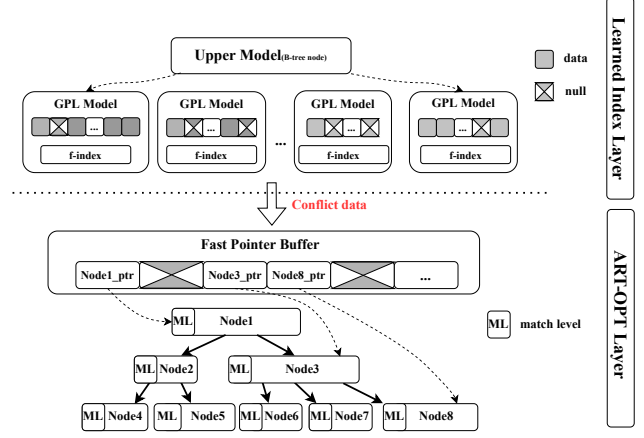 Upper Model(B-tree node)
Learned Index Layer
data
null
GPL Model
GPL Model
GPL Model
GPL Model
...
...
...
...
...
f-index
f-index
f-index
f-index
Conflict data
Fast Pointer Buffer
Node1_ptr
Node3_ptr
Node8_ptr
...
ART-OPT Layer
ML Node1
ML match level
ML Node2
ML Node3
ML Node4
ML Node5
ML Node6
ML Node7
ML Node8